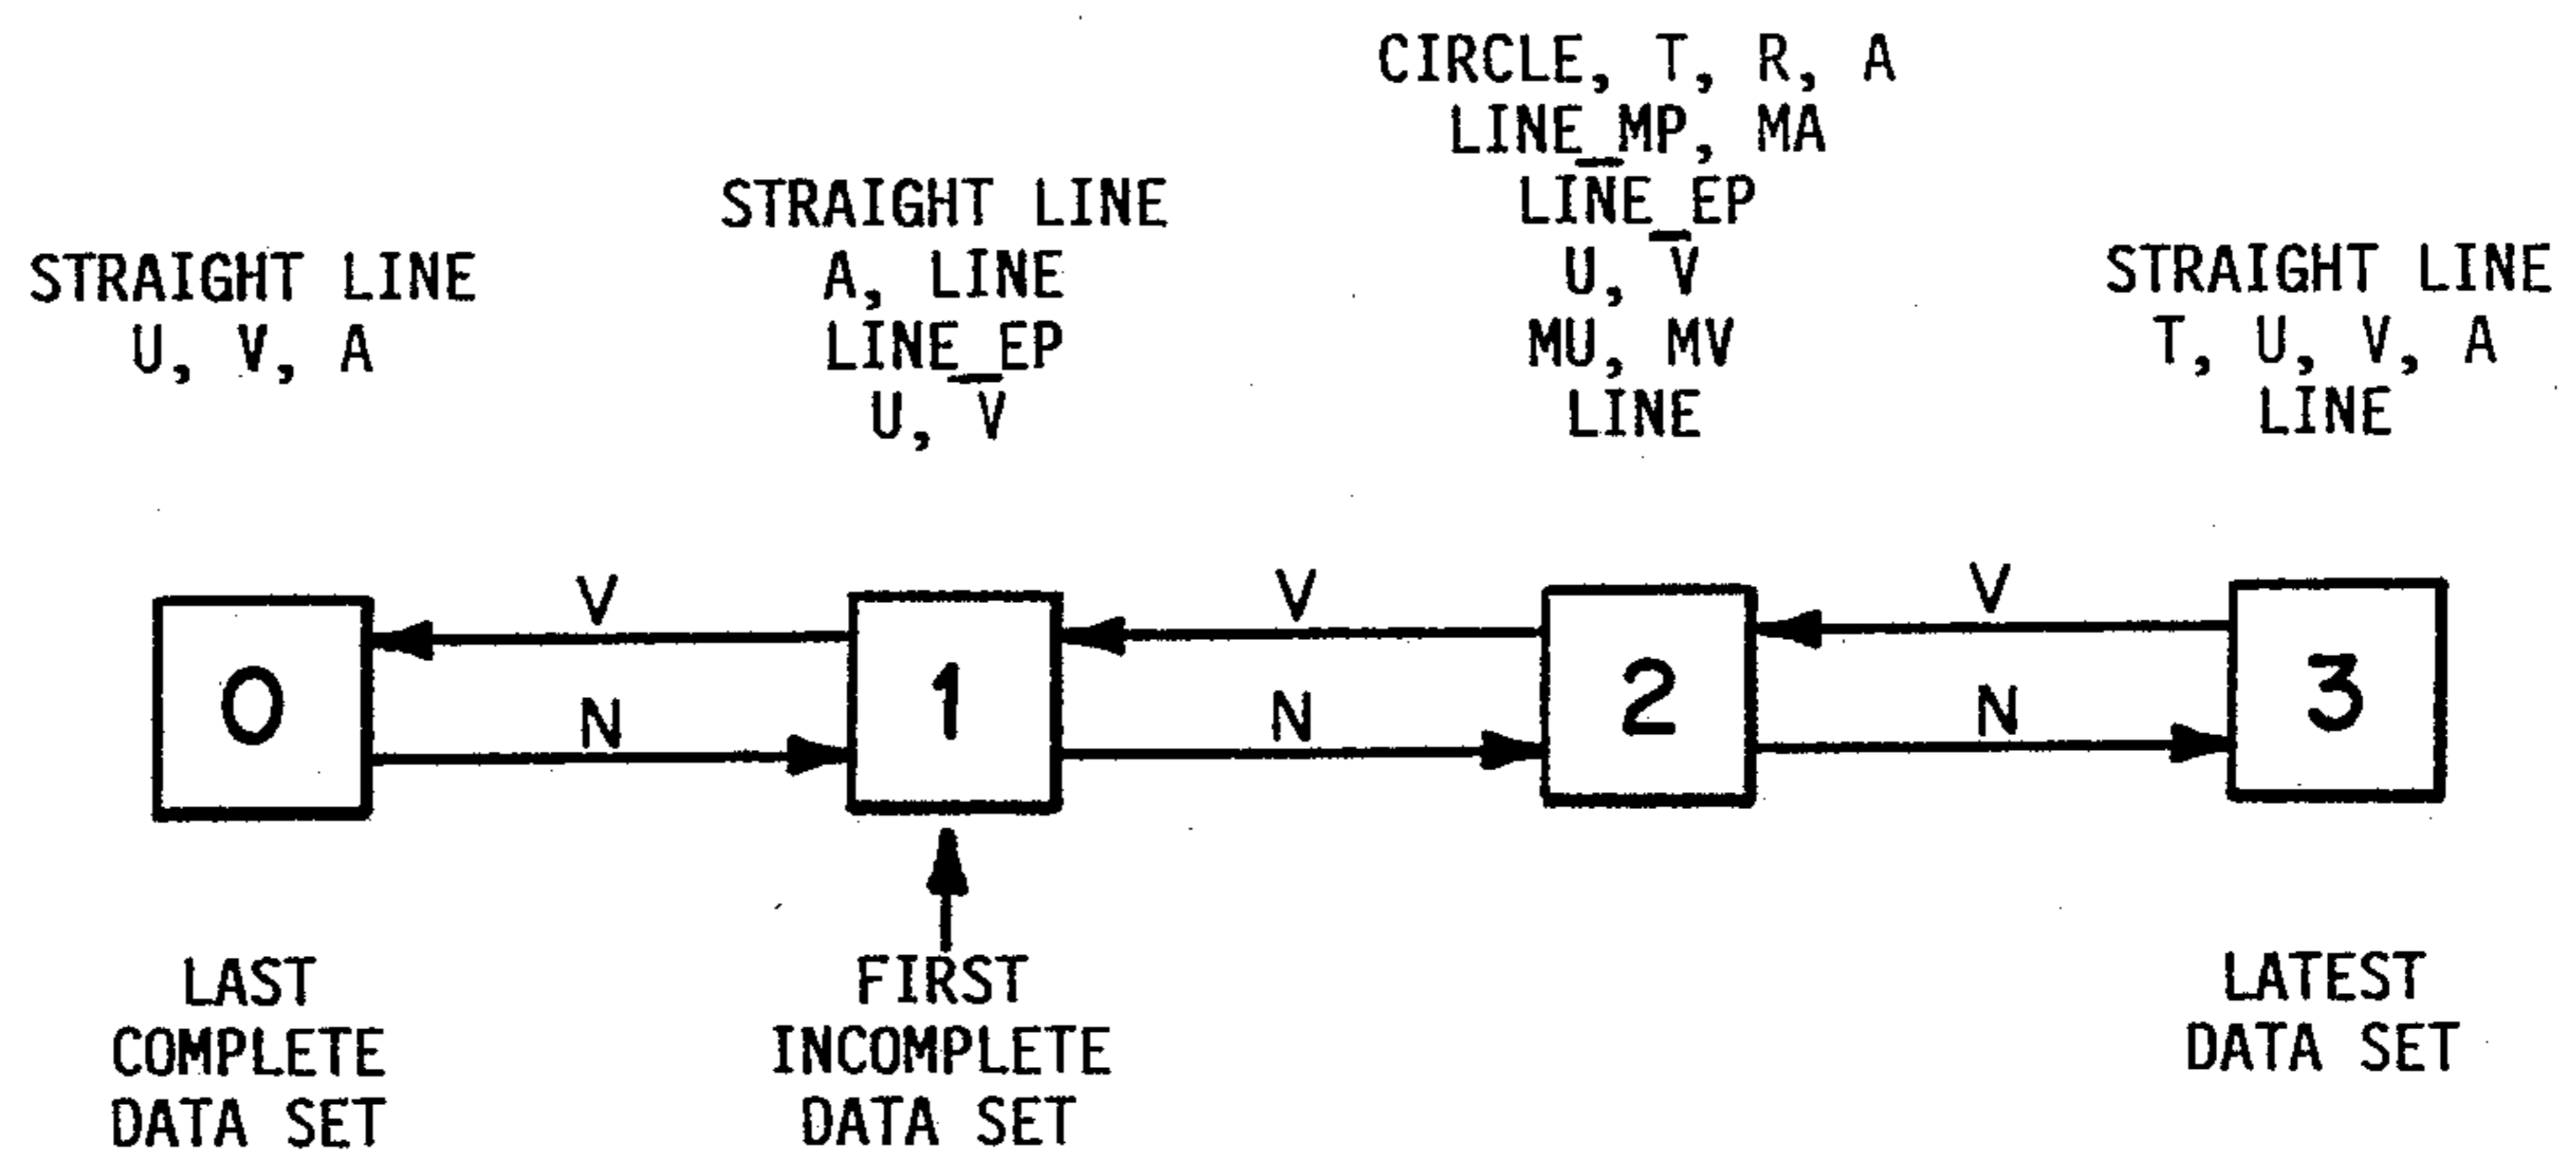 STRAIGHT LINE
U, V, A
STRAIGHT LINE
A, LINE
LINE_EP
U, V
CIRCLE, T, R, A
LINE_MP, MA
LINE_EP
U, V
MU, MV
LINE
STRAIGHT LINE
T, U, V, A
LINE
V
V
V
0
1
2
3
N
N
N
LAST
COMPLETE
DATA SET
FIRST
INCOMPLETE
DATA SET
LATEST
DATA SET